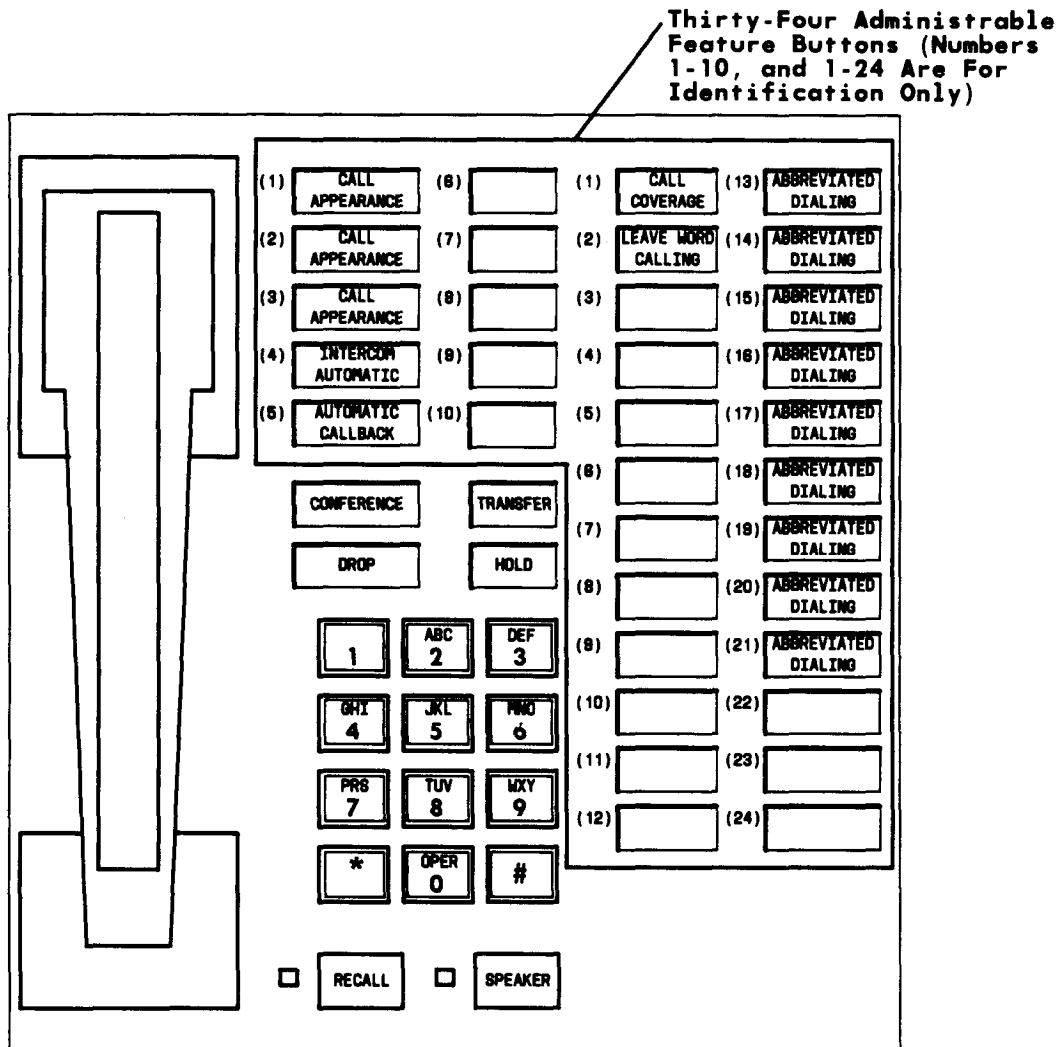 Thirty-Four Administrable
Feature Buttons (Numbers
1-10, and 1-24 Are For
Identification Only)
(1) CALL APPEARANCE (6) (1) CALL COVERAGE (13) ABBREVIATED DIALING
(2) CALL APPEARANCE (7) (2) LEAVE WORD CALLING (14) ABBREVIATED DIALING
(3) CALL APPEARANCE (8) (3) (15) ABBREVIATED DIALING
(4) INTERCOM AUTOMATIC (9) (4) (16) ABBREVIATED DIALING
(5) AUTOMATIC CALLBACK (10) (5) (17) ABBREVIATED DIALING
(6) (18) ABBREVIATED DIALING
CONFERENCE TRANSFER
(7) (19) ABBREVIATED DIALING
DROP HOLD
(8) (20) ABBREVIATED DIALING
(9) (21) ABBREVIATED DIALING
(10) (22)
(11) (23)
(12) (24)
1 ABC 2 DEF 3
GHI 4 JKL 5 MNO 6
PRS 7 TUV 8 WXY 9
* OPER 0 #
RECALL SPEAKER